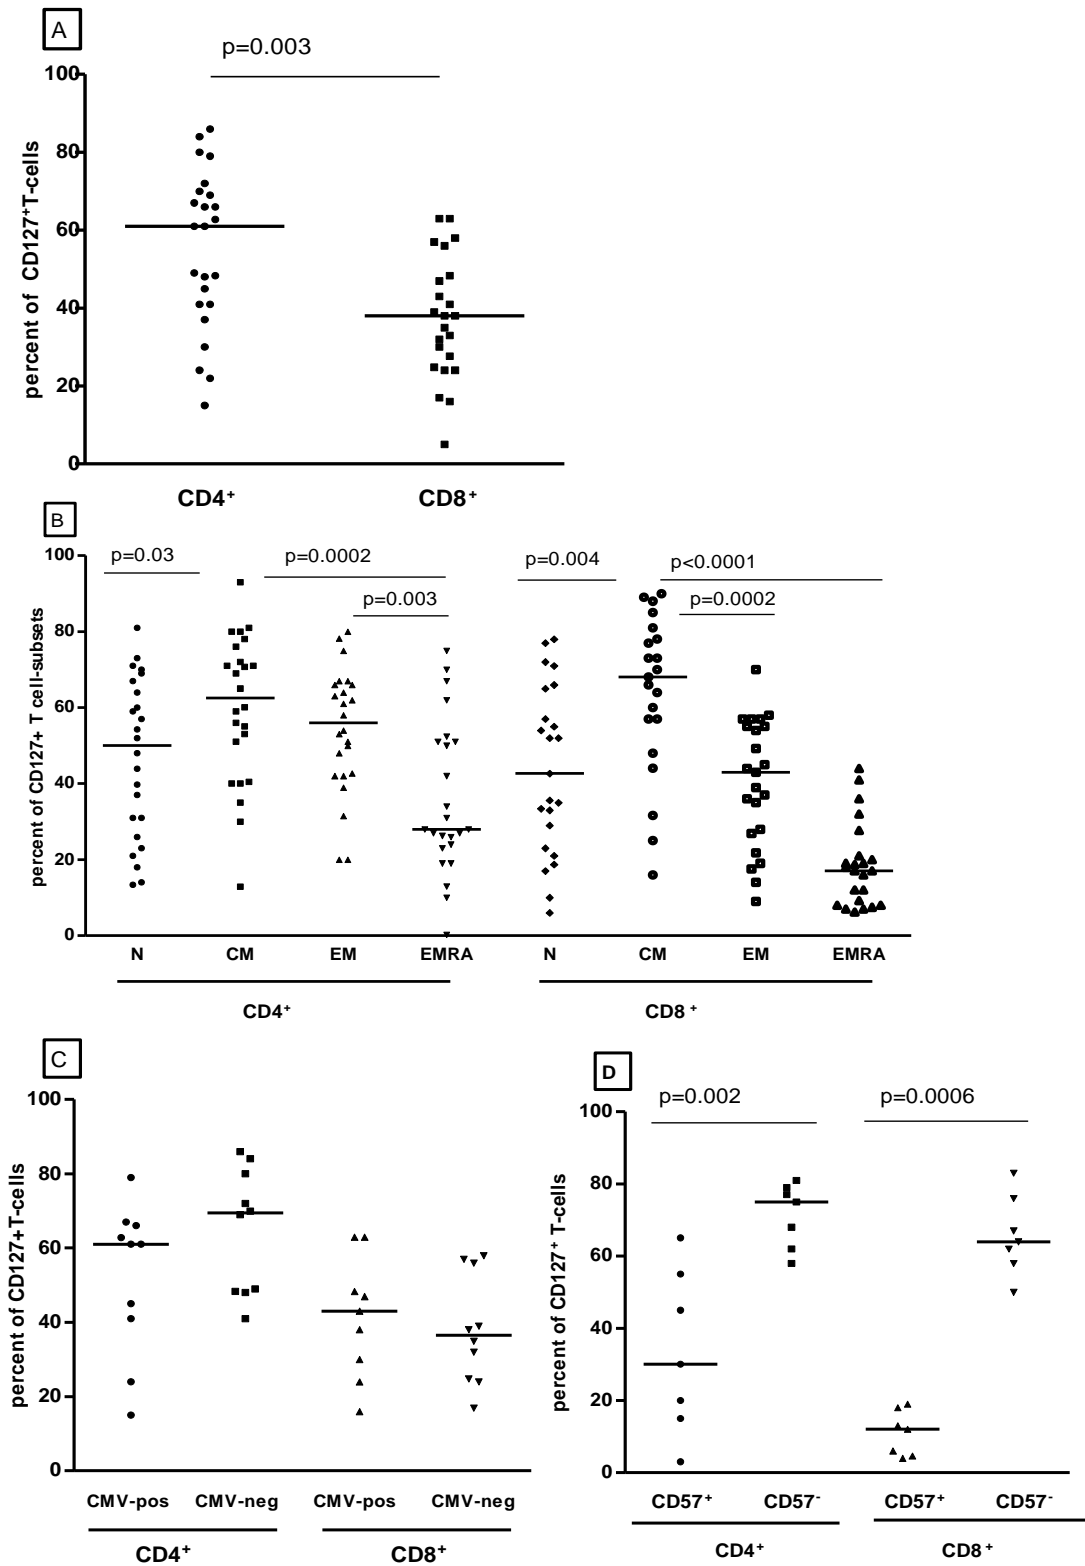 A
p=0.003
percent of CD127+T-cells
100
80
60
40
20
0
CD4+
CD8+
B
p=0.03
p=0.0002
p=0.003
p=0.004
p<0.0001
p=0.0002
percent of CD127+ T cell-subsets
100
80
60
40
20
0
N
CM
EM
EMRA
N
CM
EM
EMRA
CD4+
CD8 +
C
percent of CD127+T-cells
100
80
60
40
20
0
CMV-pos
CMV-neg
CMV-pos
CMV-neg
CD4+
CD8+
D
p=0.002
p=0.0006
percent of CD127+ T-cells
100
80
60
40
20
0
CD57+
CD57-
CD57+
CD57-
CD4+
CD8 +